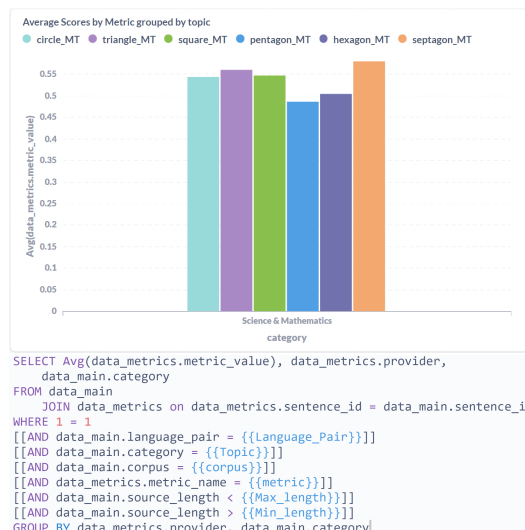 Average Scores by Metric grouped by topic
circle_MT triangle_MT square_MT pentagon_MT hexagon_MT septagon_MT
0.55
0.5
0.45
0.4
0.35
0.3
0.25
0.2
0.15
0.1
0.05
0
Avg(data_metrics.metric_value)
Science & Mathematics
category
SELECT Avg(data_metrics.metric_value), data_metrics.provider,
data_main.category
FROM data_main
JOIN data_metrics on data_metrics.sentence_id = data_main.sentence_i
WHERE 1 = 1
[[AND data_main.language_pair = {{Language_Pair}}]]
[[AND data_main.category = {{Topic}}]]
[[AND data_main.corpus = {{corpus}}]]
[[AND data_metrics.metric_name = {{metric}}]]
[[AND data_main.source_length < {{Max_length}}]]
[[AND data_main.source_length > {{Min_length}}]]
GROUP BY data_metrics.provider, data_main.category